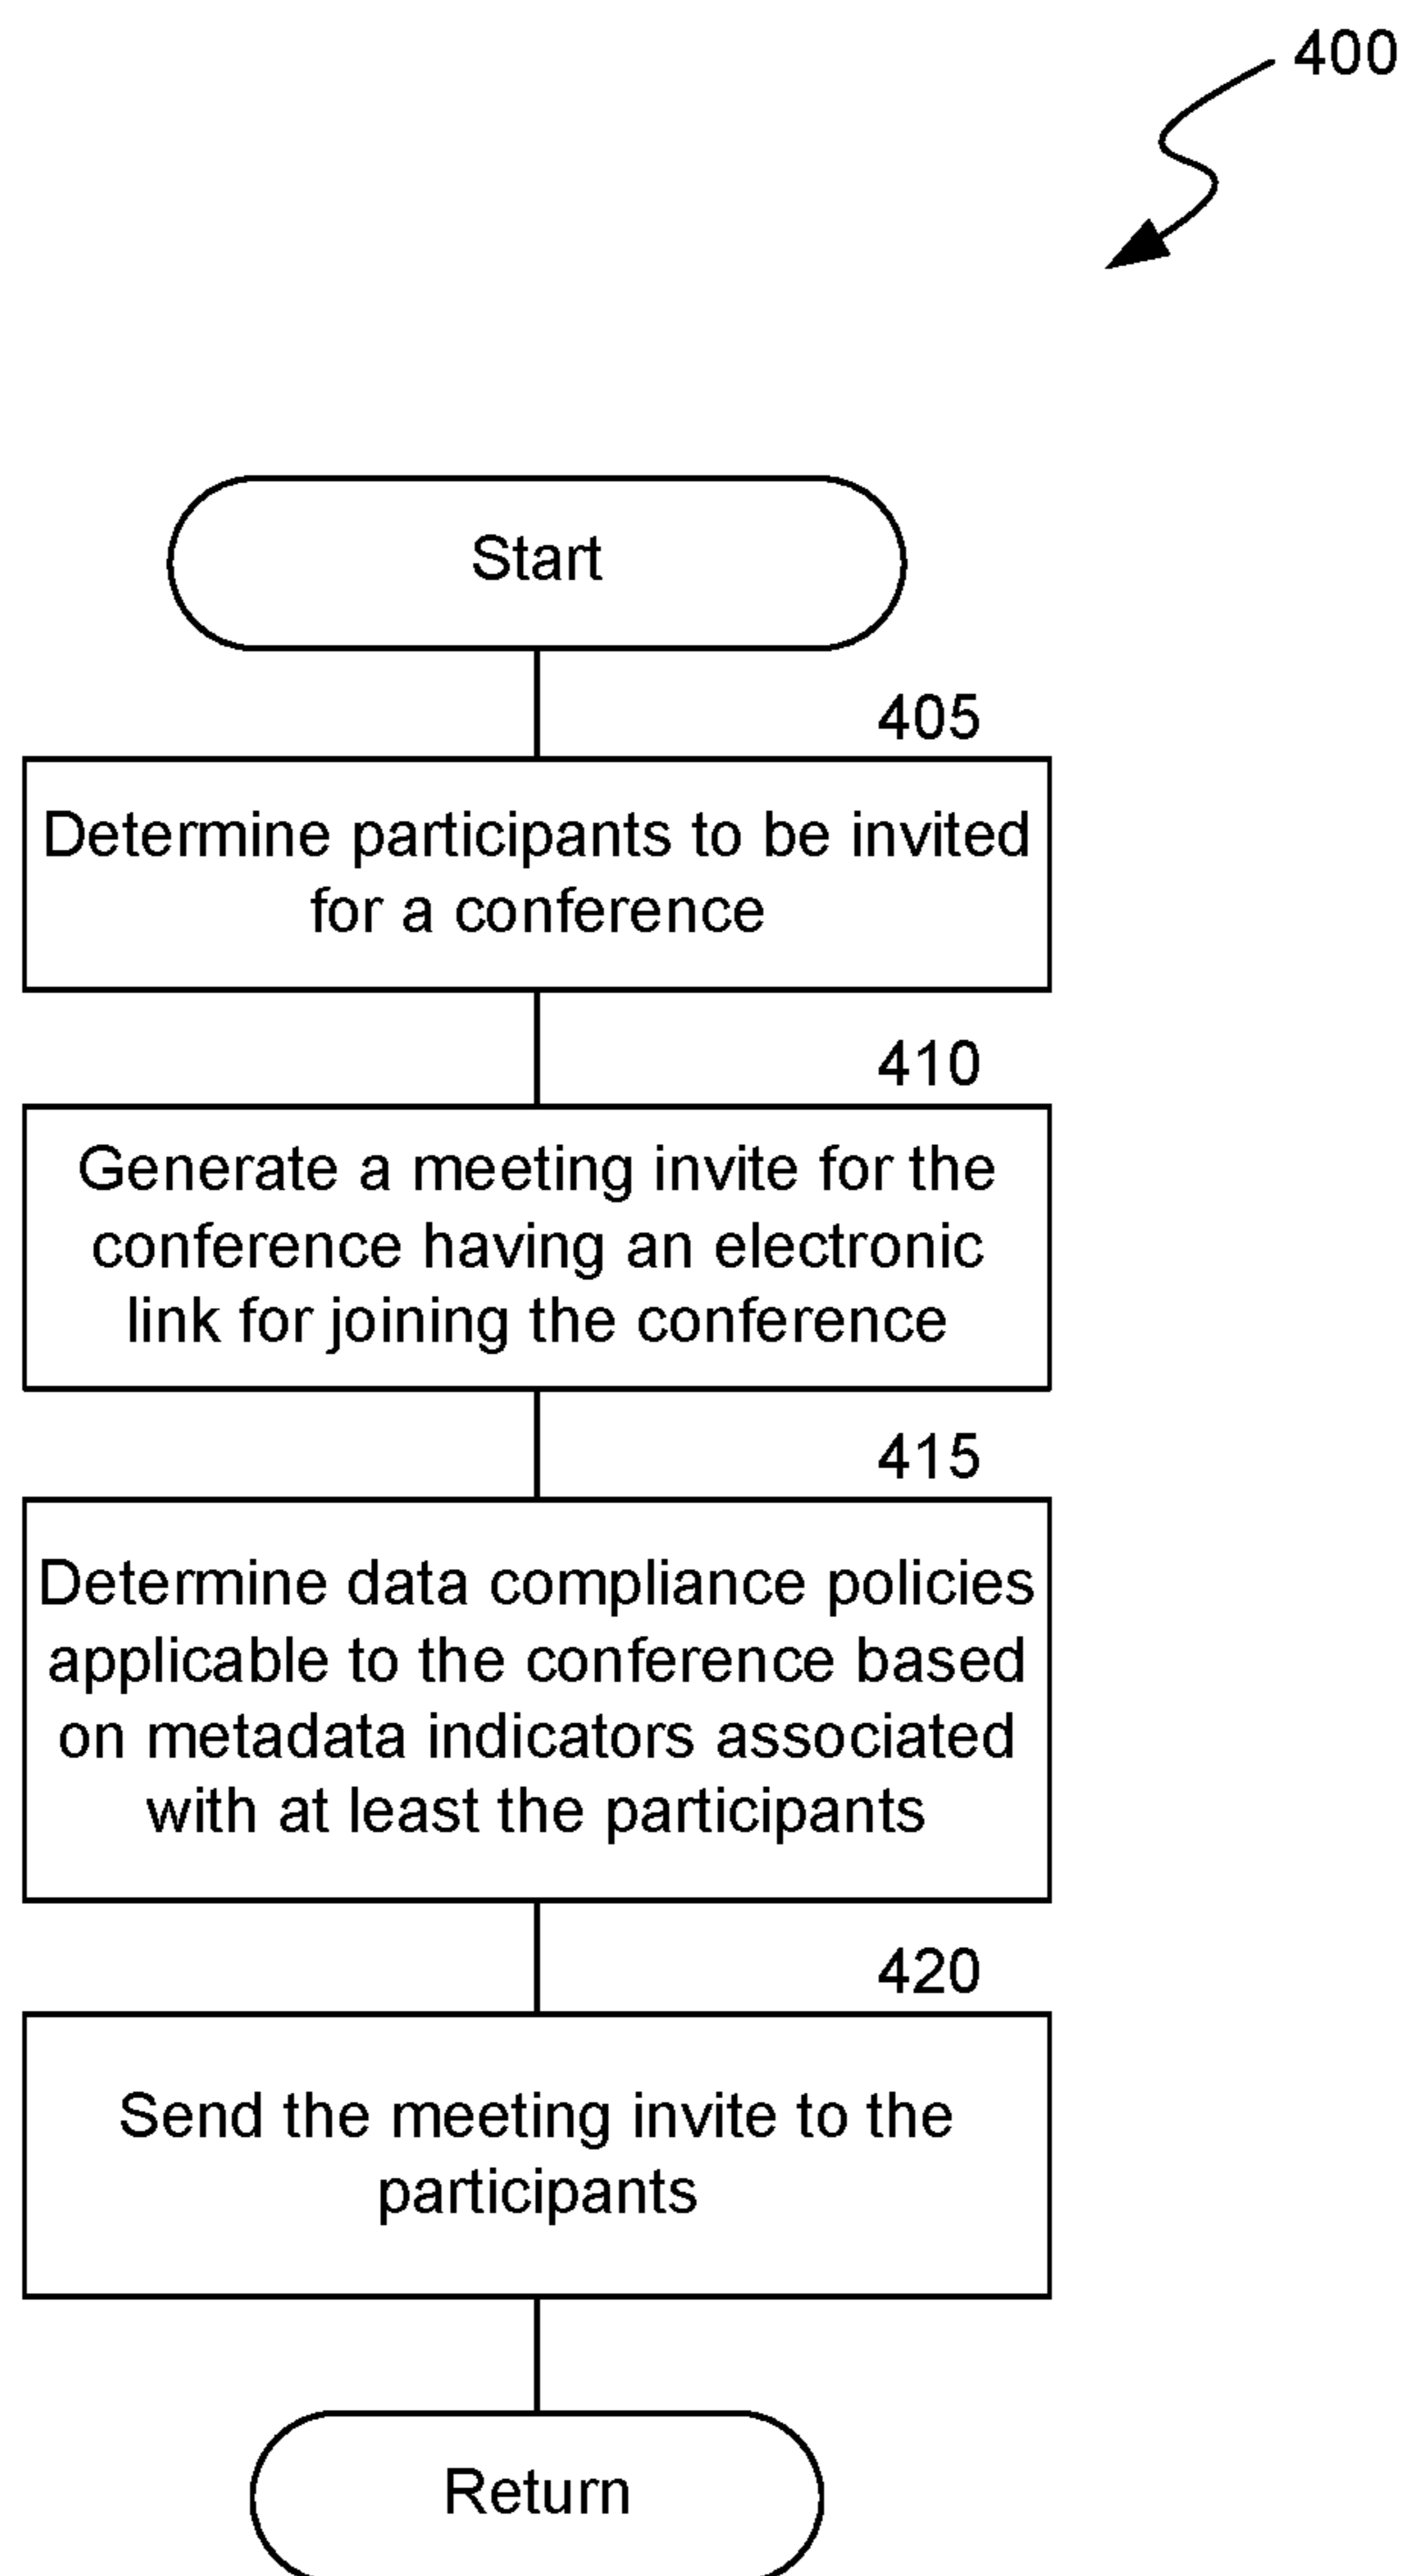 400
Start
405
Determine participants to be invited
for a conference
410
Generate a meeting invite for the
conference having an electronic
link for joining the conference
415
Determine data compliance policies
applicable to the conference based
on metadata indicators associated
with at least the participants
420
Send the meeting invite to the
participants
Return